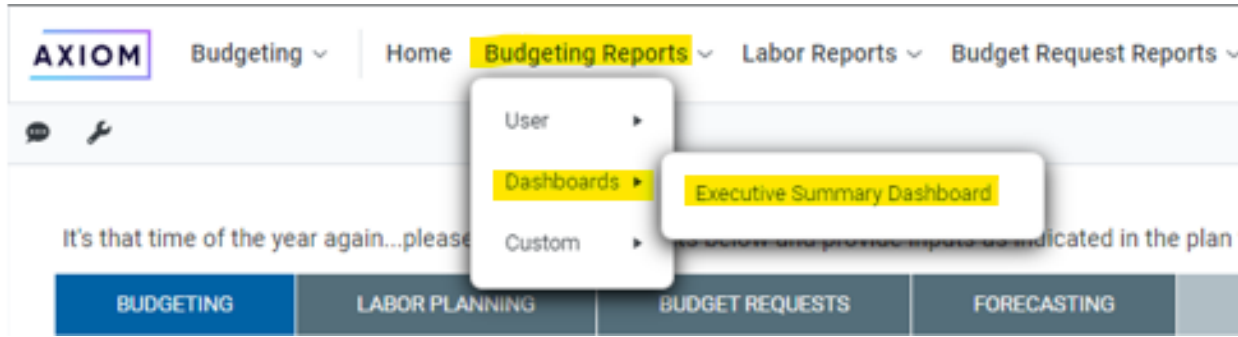 AXIOM Budgeting Home Budgeting Reports Labor Reports Budget Request Reports
User
Dashboards Executive Summary Dashboard
Custom
It's that time of the year again...please below and provide inputs as indicated in the plan
BUDGETING LABOR PLANNING BUDGET REQUESTS FORECASTING